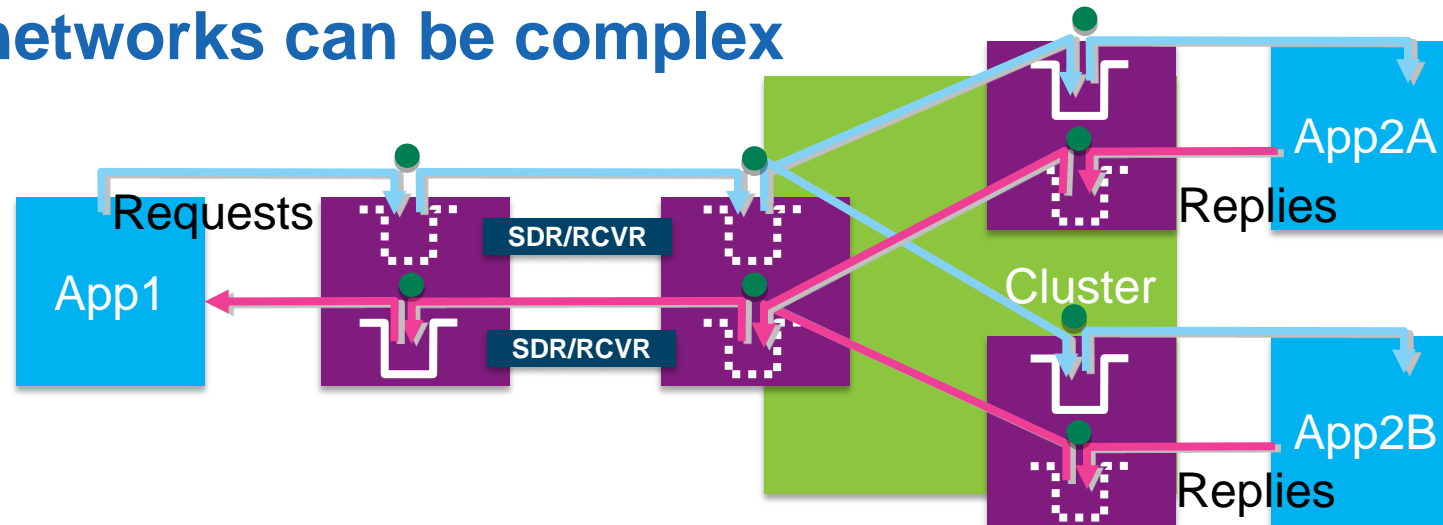 networks can be complex
App2A
Requests
Replies
SDR/RCVR
App1
Cluster
SDR/RCVR
App2B
Replies